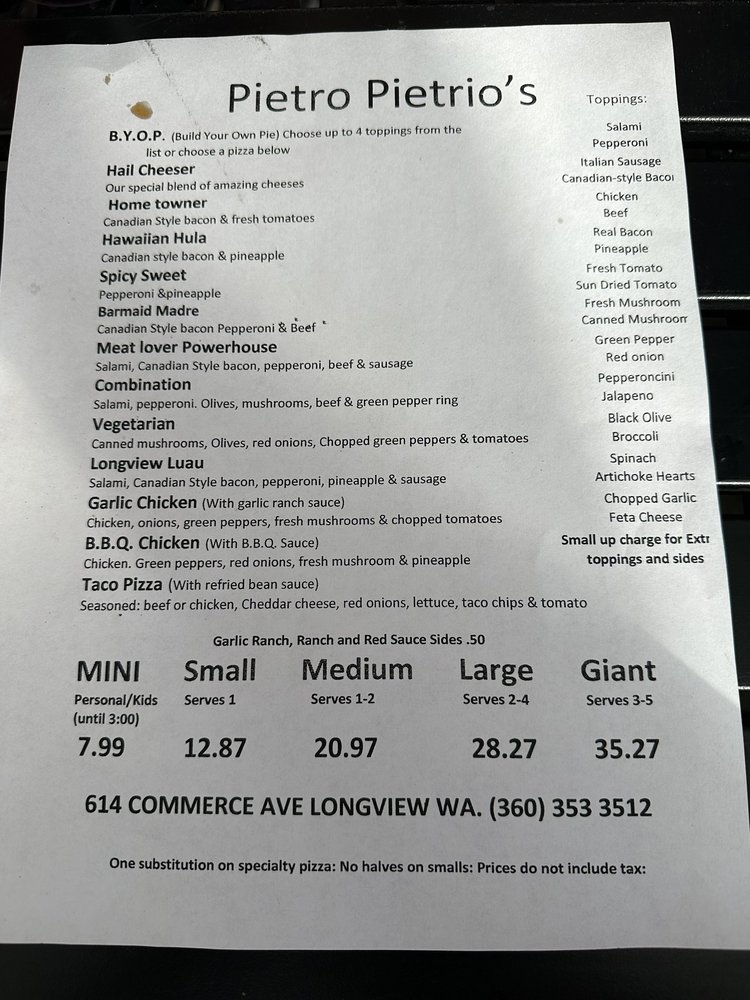 Pietro Pietrio's
B.Y.O.P. (Build Your Own Pie) Choose up to 4 toppings from the
list or choose a pizza below
Hail Cheeser
Our special blend of amazing cheeses
Home towner
Canadian Style bacon & fresh tomatoes
Hawaiian Hula
Canadian style bacon & pineapple
Spicy Sweet
Pepperoni &pineapple
Barmaid Madre
Canadian Style bacon Pepperoni & Beef
Meat lover Powerhouse
Salami, Canadian Style bacon, pepperoni, beef & sausage
Combination
Salami, pepperoni. Olives, mushrooms, beef & green pepper ring
Vegetarian
Canned mushrooms, Olives, red onions, Chopped green peppers & tomatoes
Longview Luau
Salami, Canadian Style bacon, pepperoni, pineapple & sausage
Garlic Chicken (With garlic ranch sauce)
Chicken, onions, green peppers, fresh mushrooms & chopped tomatoes
B.B.Q. Chicken (With B.B.Q. Sauce)
Chicken. Green peppers, red onions, fresh mushroom & pineapple
Taco Pizza (With refried bean sauce)
Seasoned: beef or chicken, Cheddar cheese, red onions, lettuce, taco chips & tomato
Toppings:
Salami
Pepperoni
Italian Sausage
Canadian-style Bacon
Chicken
Beef
Real Bacon
Pineapple
Fresh Tomato
Sun Dried Tomato
Fresh Mushroom
Canned Mushroom
Green Pepper
Red onion
Pepperoncini
Jalapeno
Black Olive
Broccoli
Spinach
Artichoke Hearts
Chopped Garlic
Feta Cheese
Small up charge for Extr
toppings and sides
Garlic Ranch, Ranch and Red Sauce Sides .50
MINI Small Medium Large Giant
Personal/Kids Serves 1 Serves 1-2 Serves 2-4 Serves 3-5
(until 3:00)
7.99 12.87 20.97 28.27 35.27
614 COMMERCE AVE LONGVIEW WA. (360) 353 3512
One substitution on specialty pizza: No halves on smalls: Prices do not include tax: